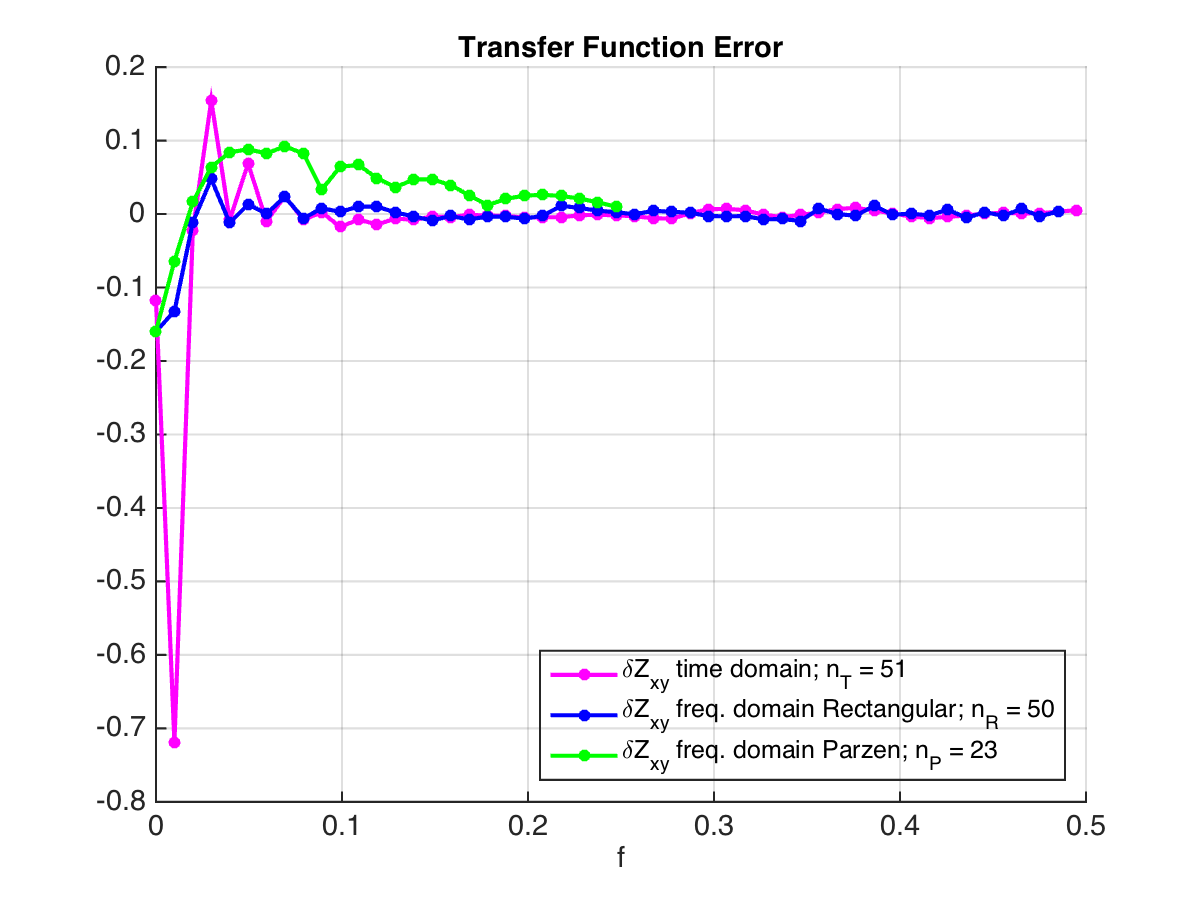 Transfer Function Error
0.2
0.1
0
-0.1
-0.2
-0.3
-0.4
-0.5
-0.6
-0.7
-0.8
0 0.1 0.2 0.3 0.4 0.5
f
δZxy time domain; nT = 51
δZxy freq. domain Rectangular; nR = 50
δZxy freq. domain Parzen; nP = 23